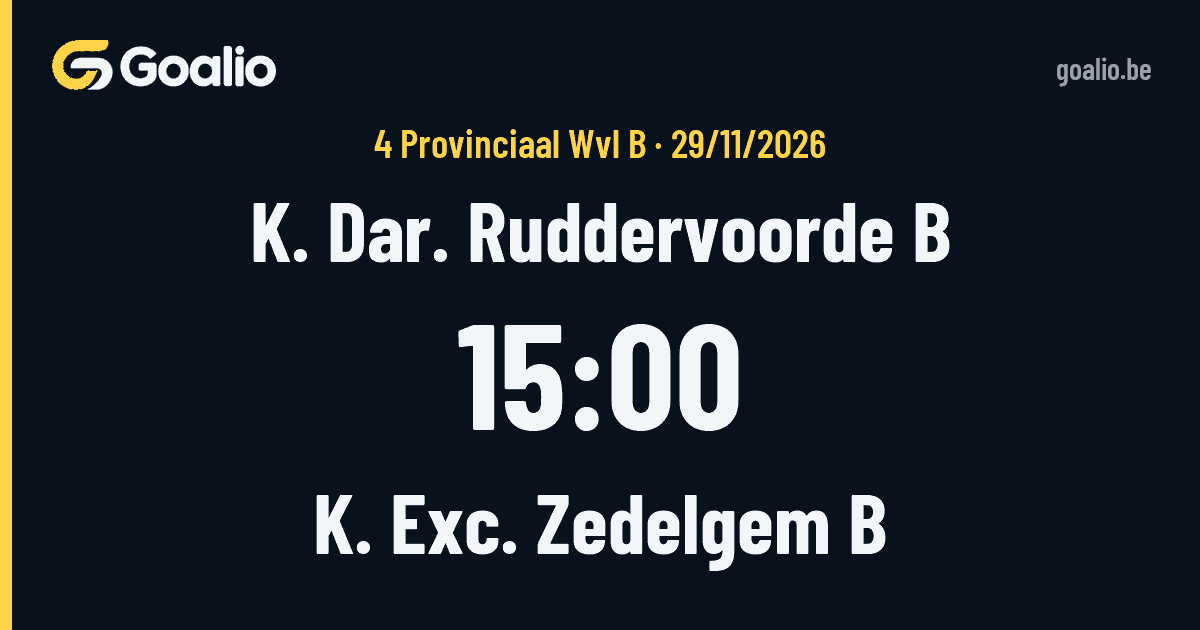 Goalio
goalio.be
4 Provinciaal Wvl B · 29/11/2026
K. Dar. Ruddervoorde B
15:00
K. Exc. Zedelgem B